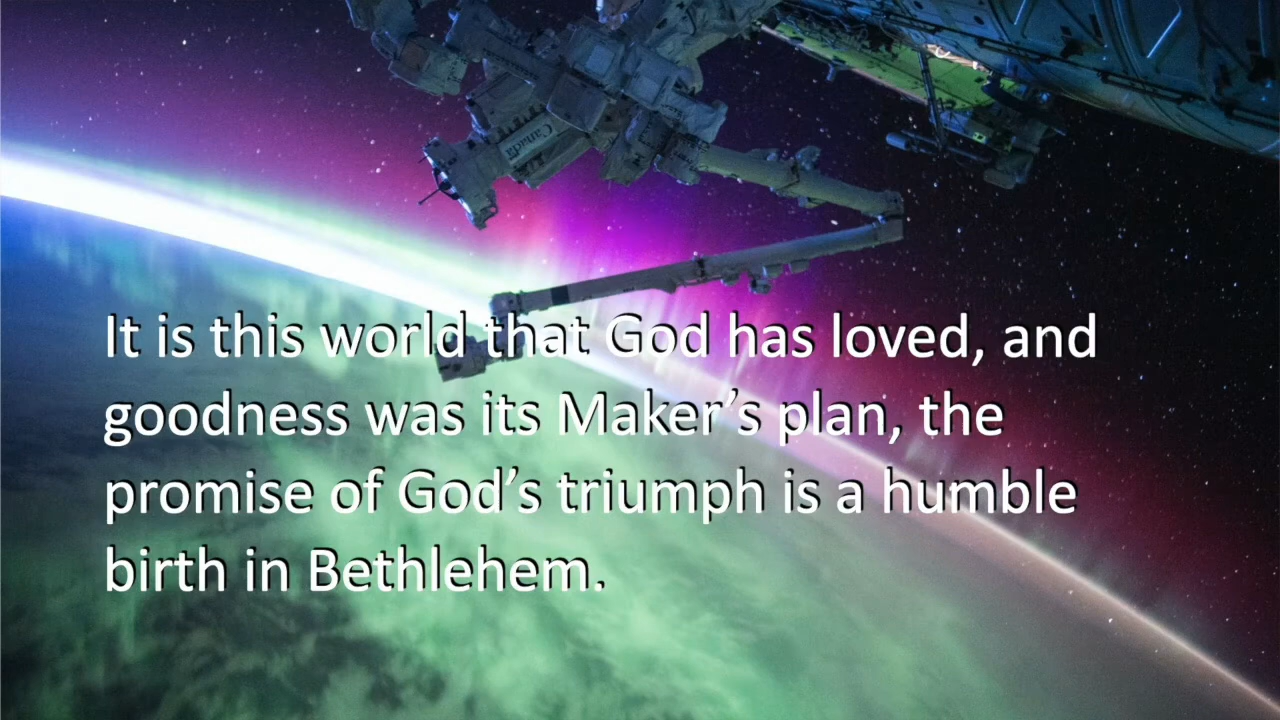 Canada
It is this world that God has loved, and
goodness was its Maker’s plan, the
promise of God’s triumph is a humble
birth in Bethlehem.